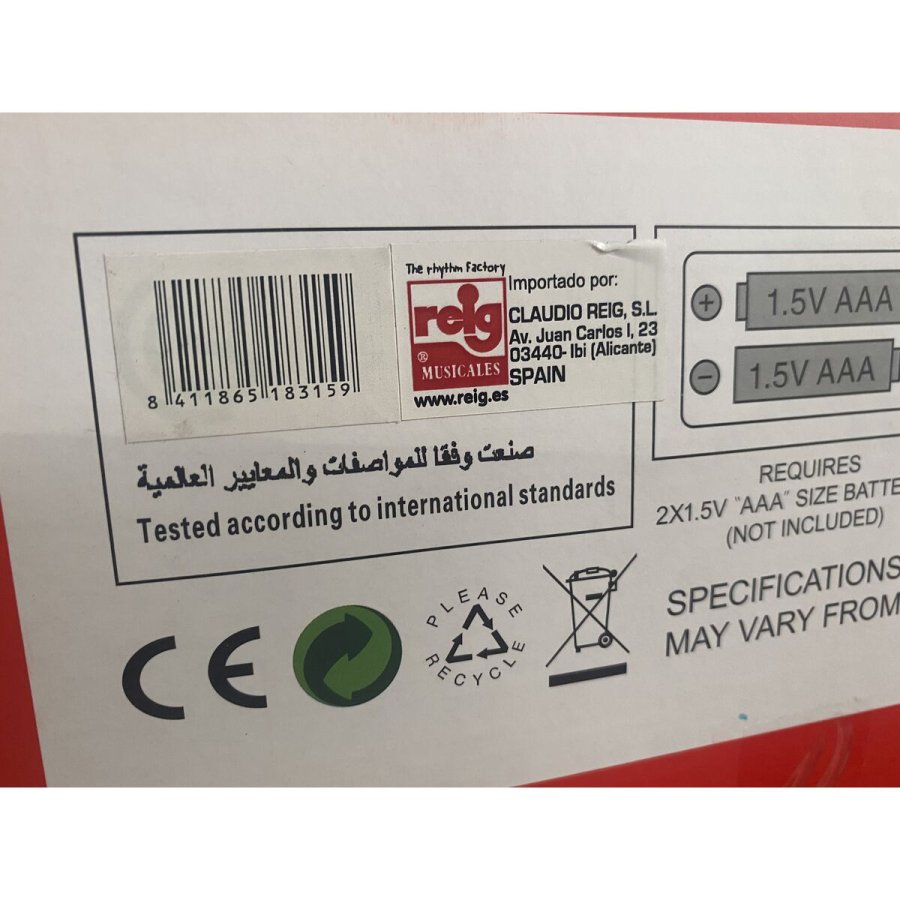 8 411865 183159
The rhythm Factory
reig
®
MUSICALES
www.reig.es
Importado por:
CLAUDIO REIG, S.L.
Av. Juan Carlos I, 23
03440- Ibi (Alicante)
SPAIN
صنعت وفقا للمواصفات والمعايير العالمية
Tested according to international standards
+ 1.5V AAA
− 1.5V AAA
REQUIRES
2X1.5V "AAA" SIZE BATTE
(NOT INCLUDED)
CE
PLEASE
RECYCLE
SPECIFICATIONS
MAY VARY FROM